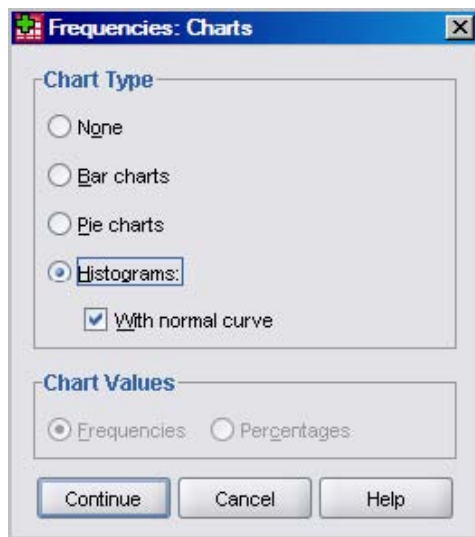 Frequencies: Charts
Chart Type
None
Bar charts
Pie charts
Histograms:
With normal curve
Chart Values
Frequencies Percentages
Continue Cancel Help